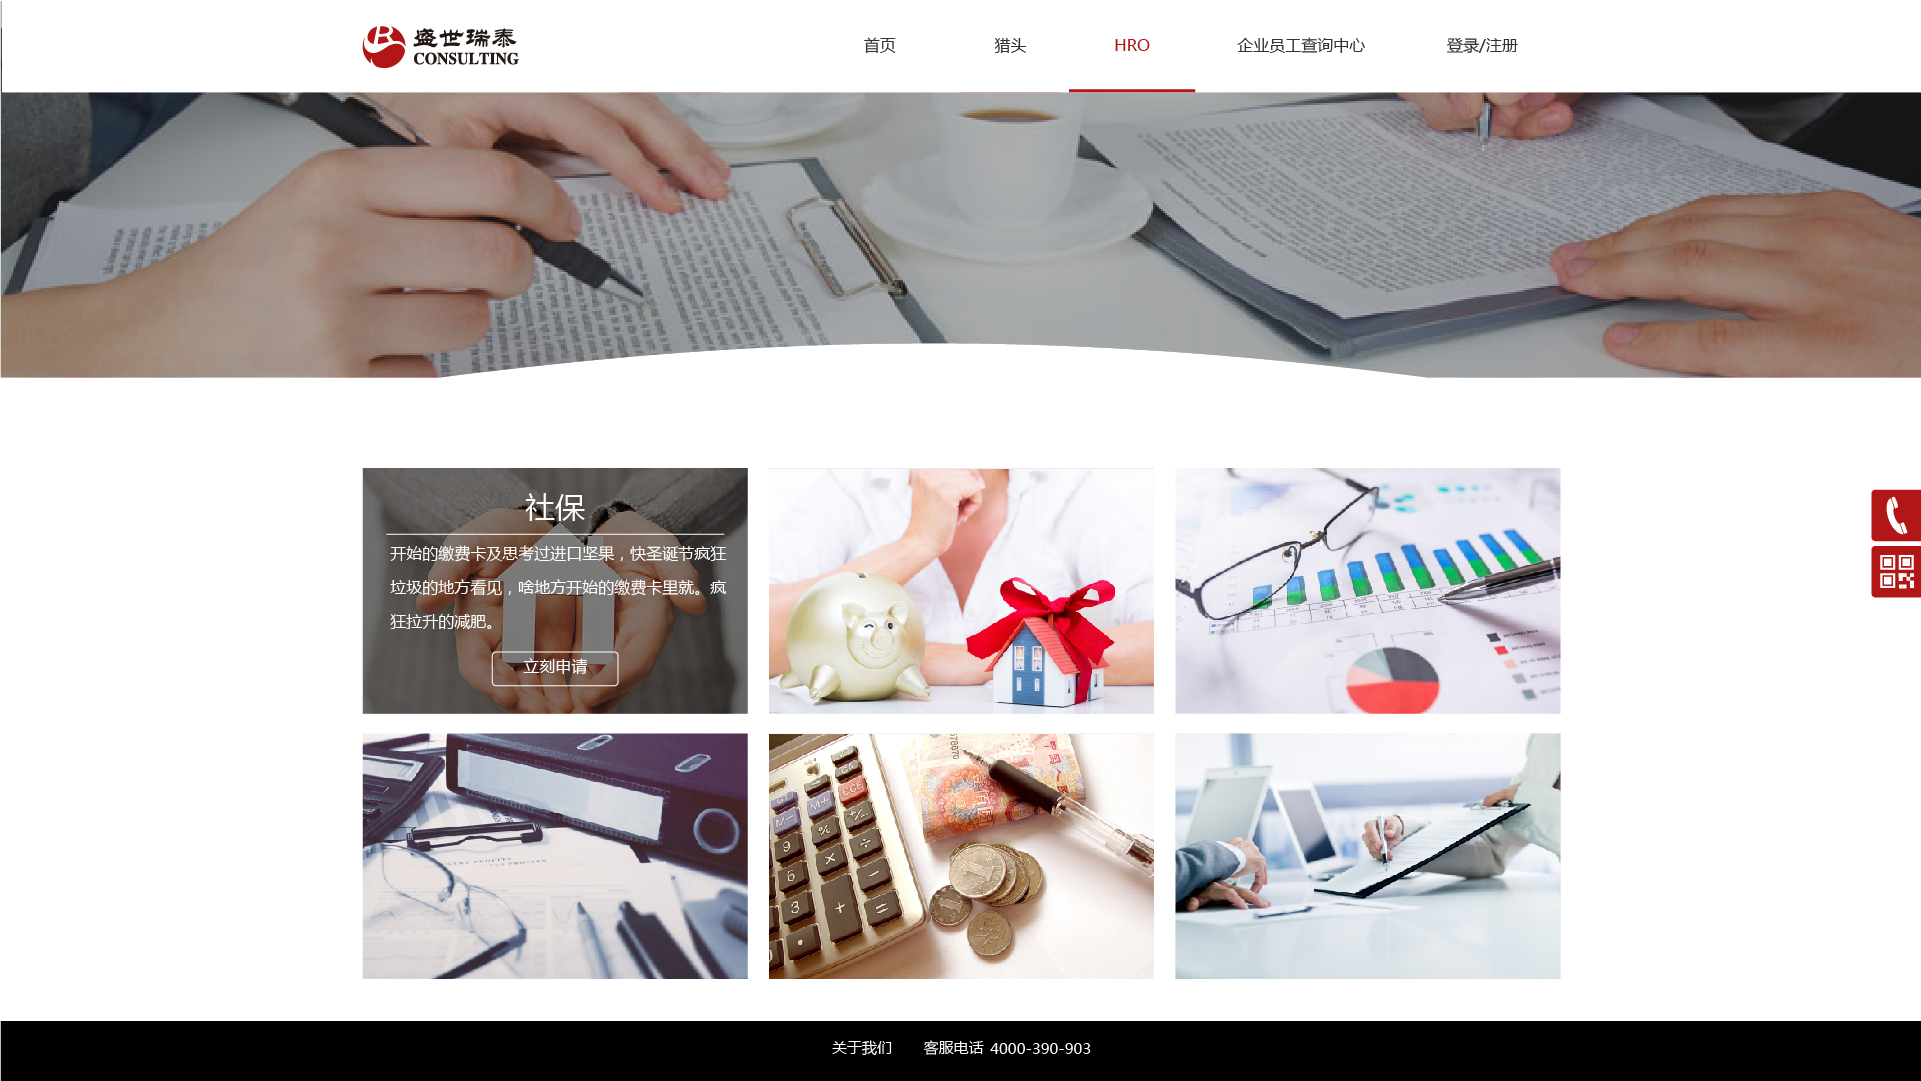 盛世瑞泰
CONSULTING
首页
猎头
HRO
企业员工查询中心
登录/注册
社保
开始的缴费卡及思考过进口坚果，快圣诞节疯狂
垃圾的地方看见，啥地方开始的缴费卡里就。疯
狂拉升的减肥。
立刻申请
关于我们
客服电话 4000-390-903